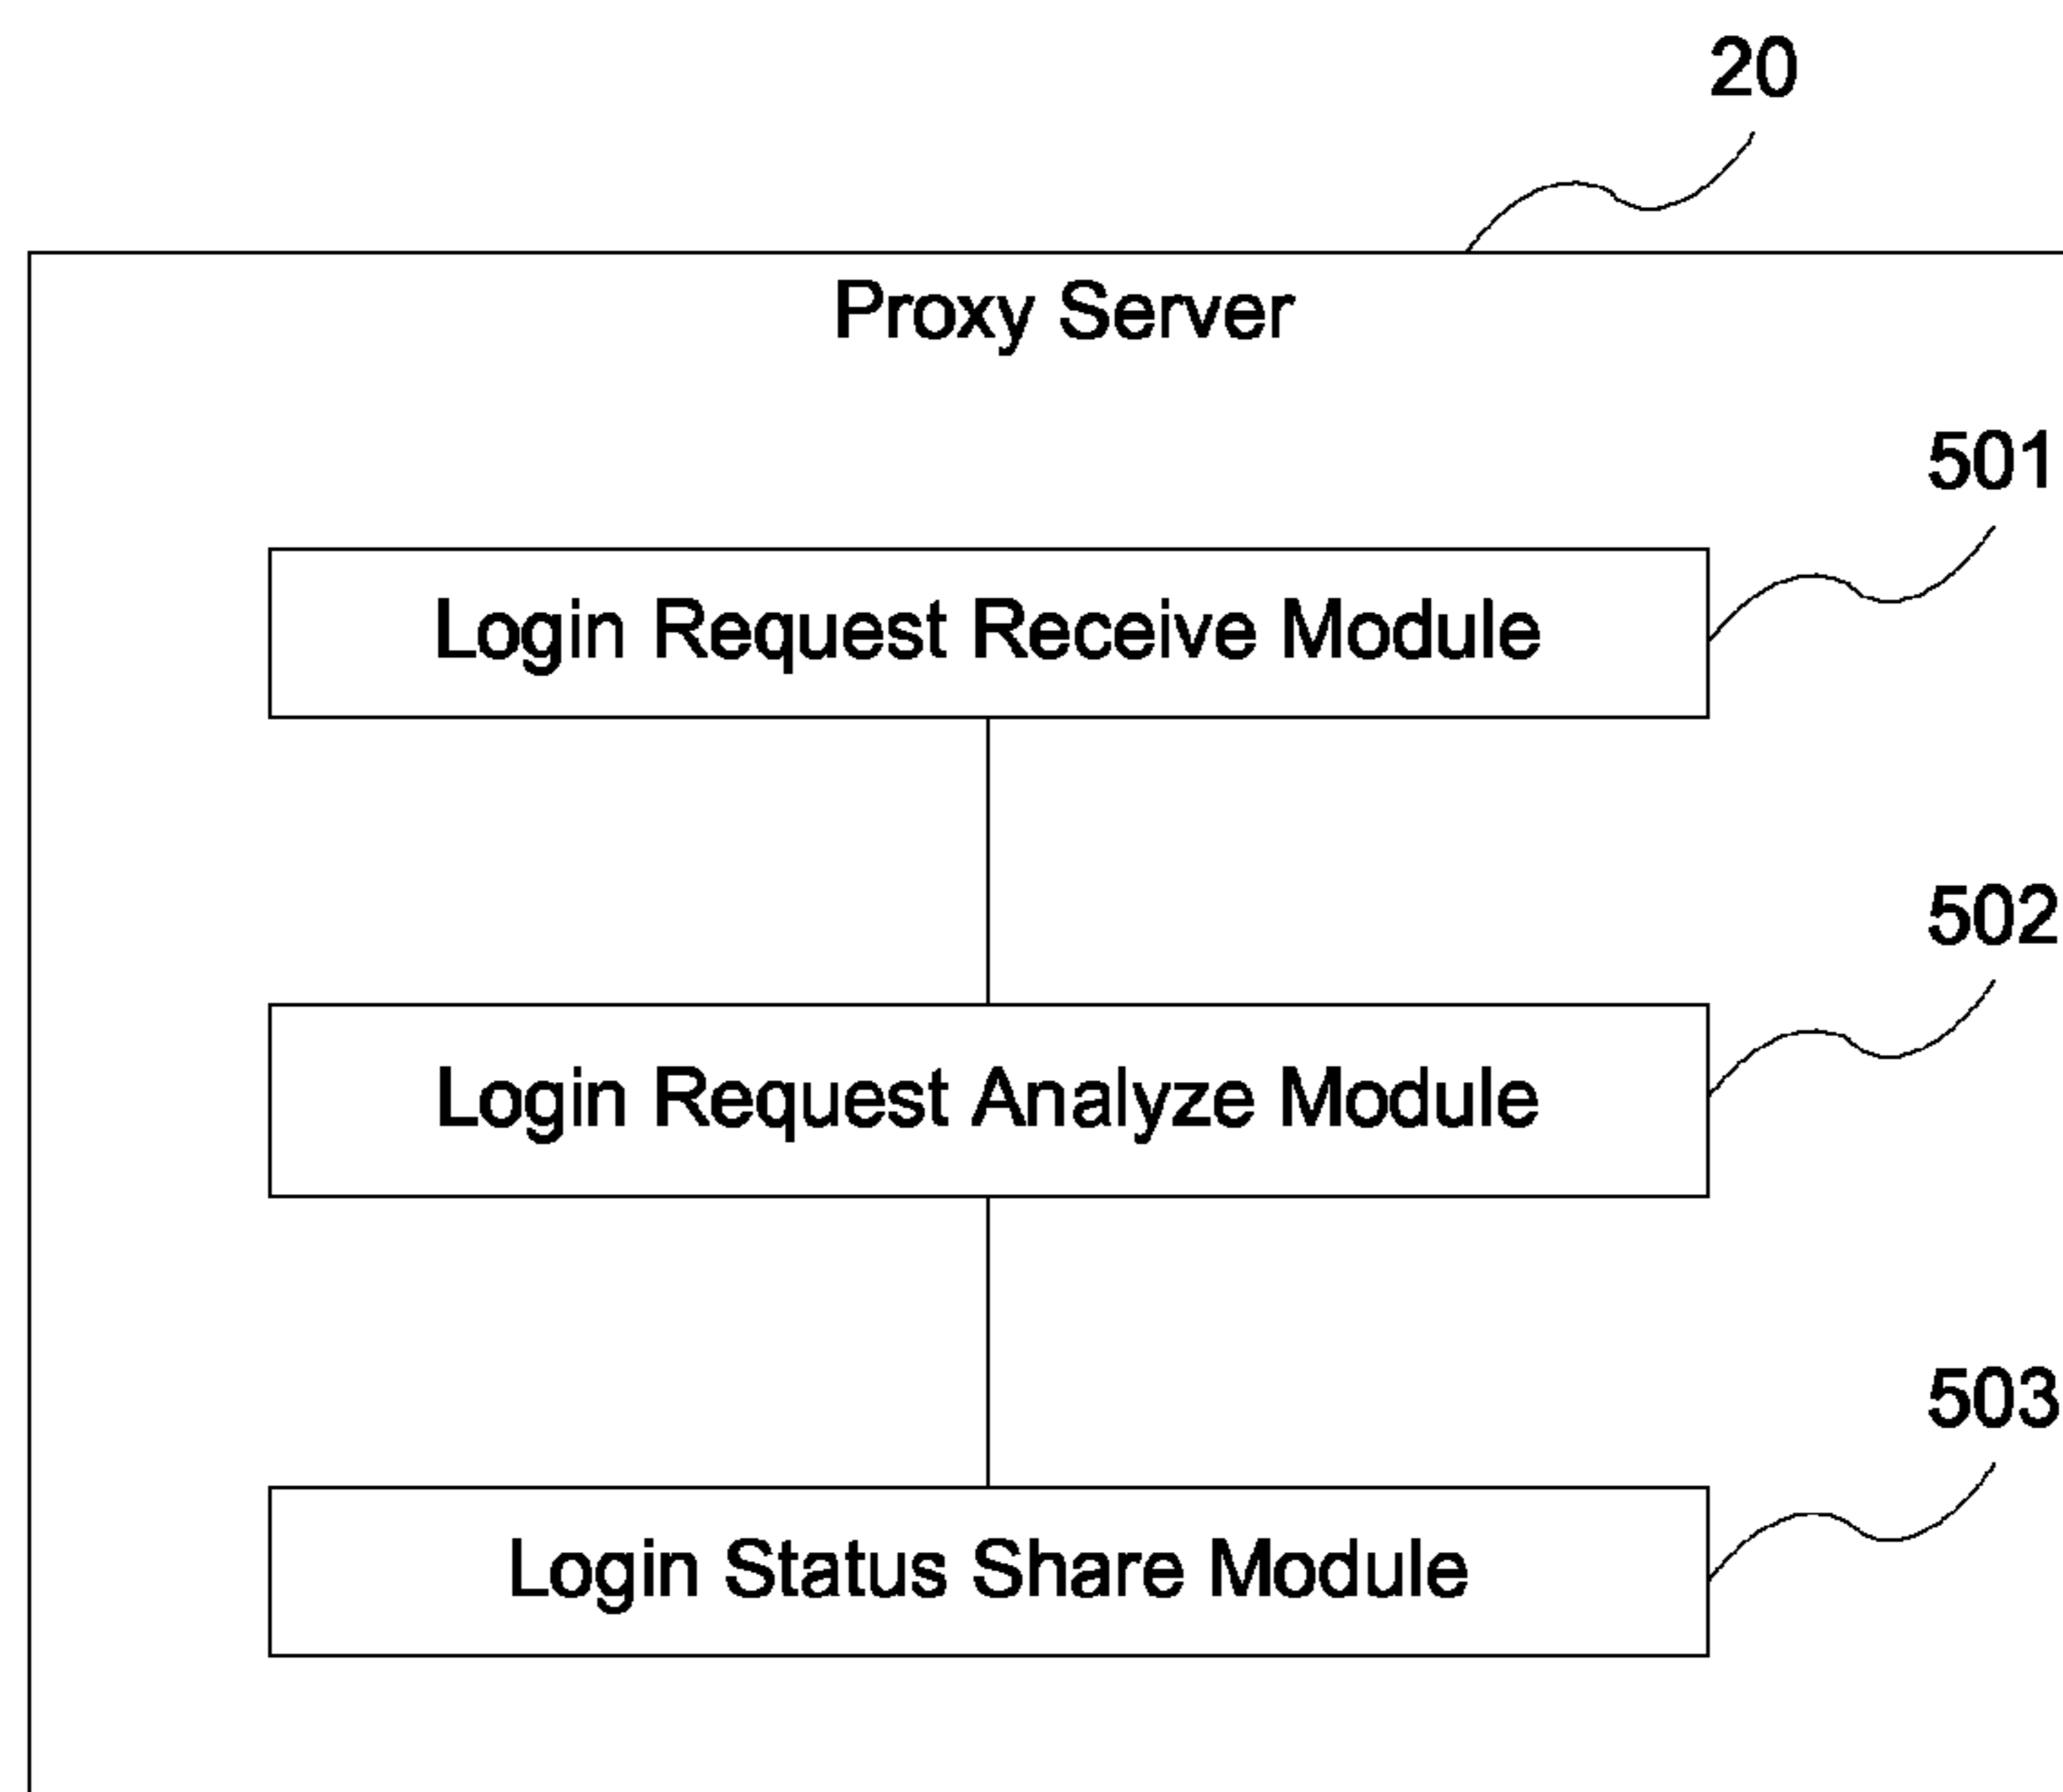 20
Proxy Server
501
Login Request Receive Module
502
Login Request Analyze Module
503
Login Status Share Module